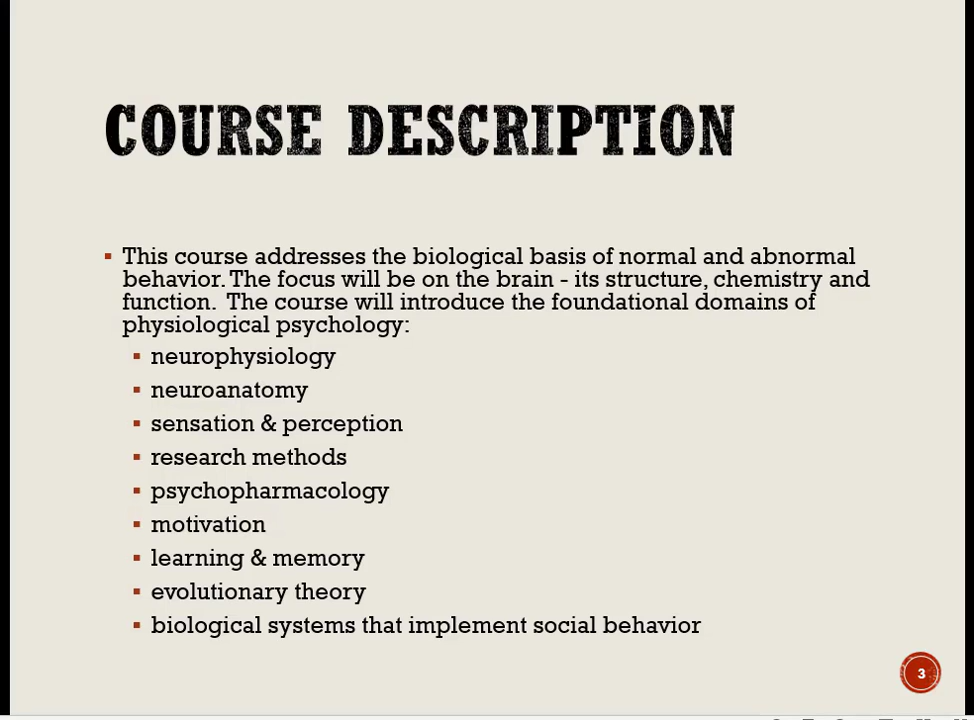 COURSE DESCRIPTION
This course addresses the biological basis of normal and abnormal
behavior. The focus will be on the brain - its structure, chemistry and
function.  The course will introduce the foundational domains of
physiological psychology:
neurophysiology
neuroanatomy
sensation & perception
research methods
psychopharmacology
motivation
learning & memory
evolutionary theory
biological systems that implement social behavior
3